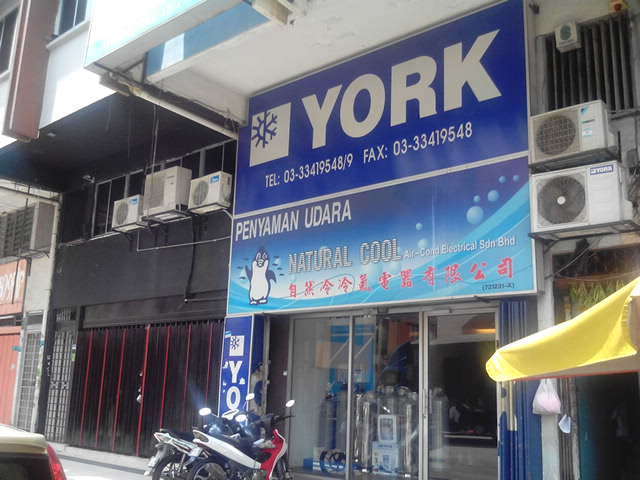 YORK
TEL: 03-33419548/9 FAX: 03-33419548
PENYAMAN UDARA
NATURAL COOL Air-Cond Electrical Sdn Bhd
自然冷冷氣電器有限公司
YO
YORK